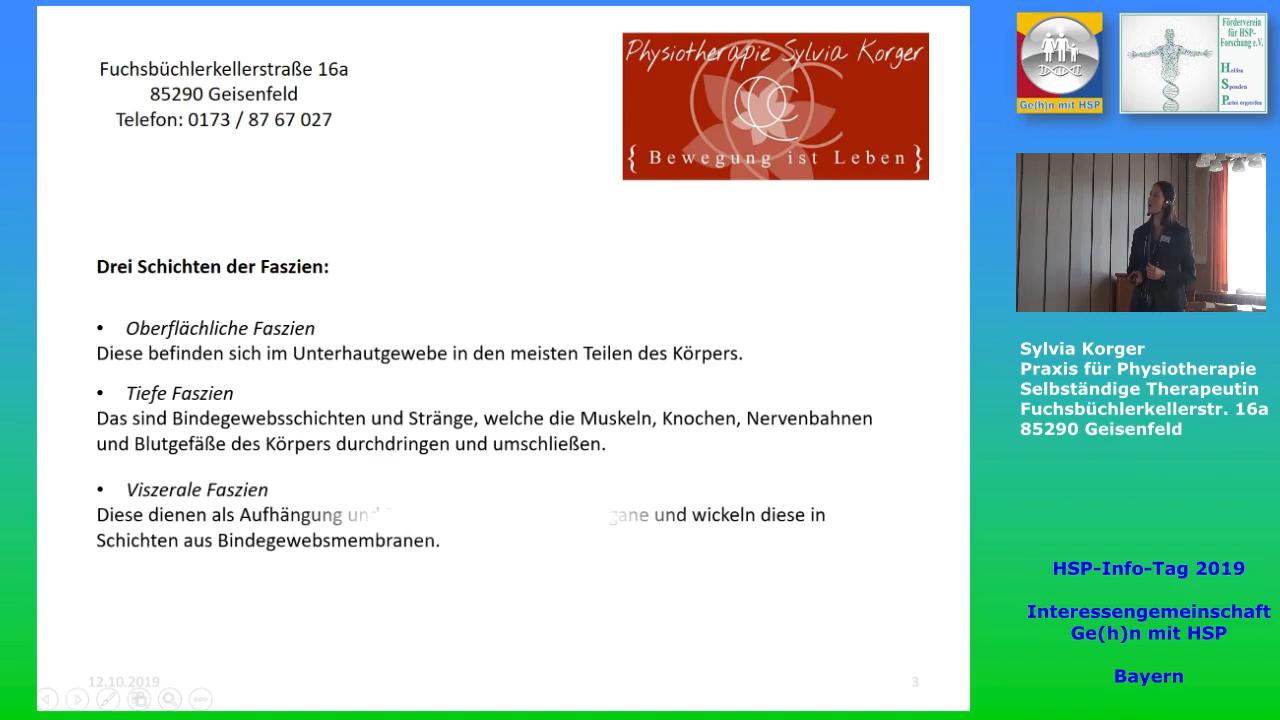 Fuchsbüchlerkellerstraße 16a
85290 Geisenfeld
Telefon: 0173 / 87 67 027
Physiotherapie Sylvia Korger
{ Bewegung ist Leben }
Drei Schichten der Faszien:
• Oberflächliche Faszien
Diese befinden sich im Unterhautgewebe in den meisten Teilen des Körpers.
• Tiefe Faszien
Das sind Bindegewebsschichten und Stränge, welche die Muskeln, Knochen, Nervenbahnen
und Blutgefäße des Körpers durchdringen und umschließen.
• Viszerale Faszien
Diese dienen als Aufhängung und wickeln diese in
Schichten aus Bindegewebsmembranen.
12.10.2019
3
Ge(h)n mit HSP
Förderverein
für HSP-
Forschung e.V.
Helfen
Spenden
Partei ergreifen
Sylvia Korger
Praxis für Physiotherapie
Selbständige Therapeutin
Fuchsbüchlerkellerstr. 16a
85290 Geisenfeld
HSP-Info-Tag 2019
Interessengemeinschaft
Ge(h)n mit HSP
Bayern